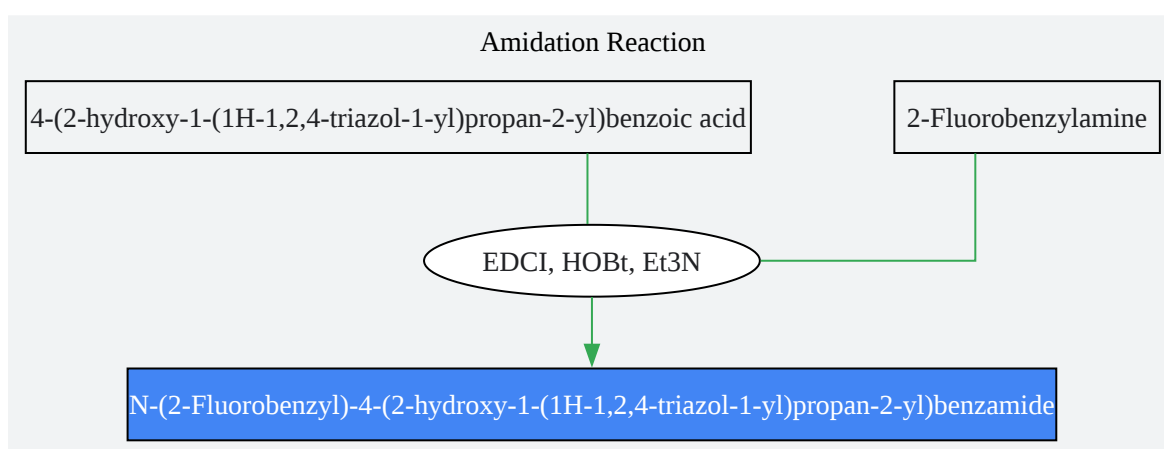 Amidation Reaction
4-(2-hydroxy-1-(1H-1,2,4-triazol-1-yl)propan-2-yl)benzoic acid
2-Fluorobenzylamine
EDCI, HOBt, Et3N
N-(2-Fluorobenzyl)-4-(2-hydroxy-1-(1H-1,2,4-triazol-1-yl)propan-2-yl)benzamide